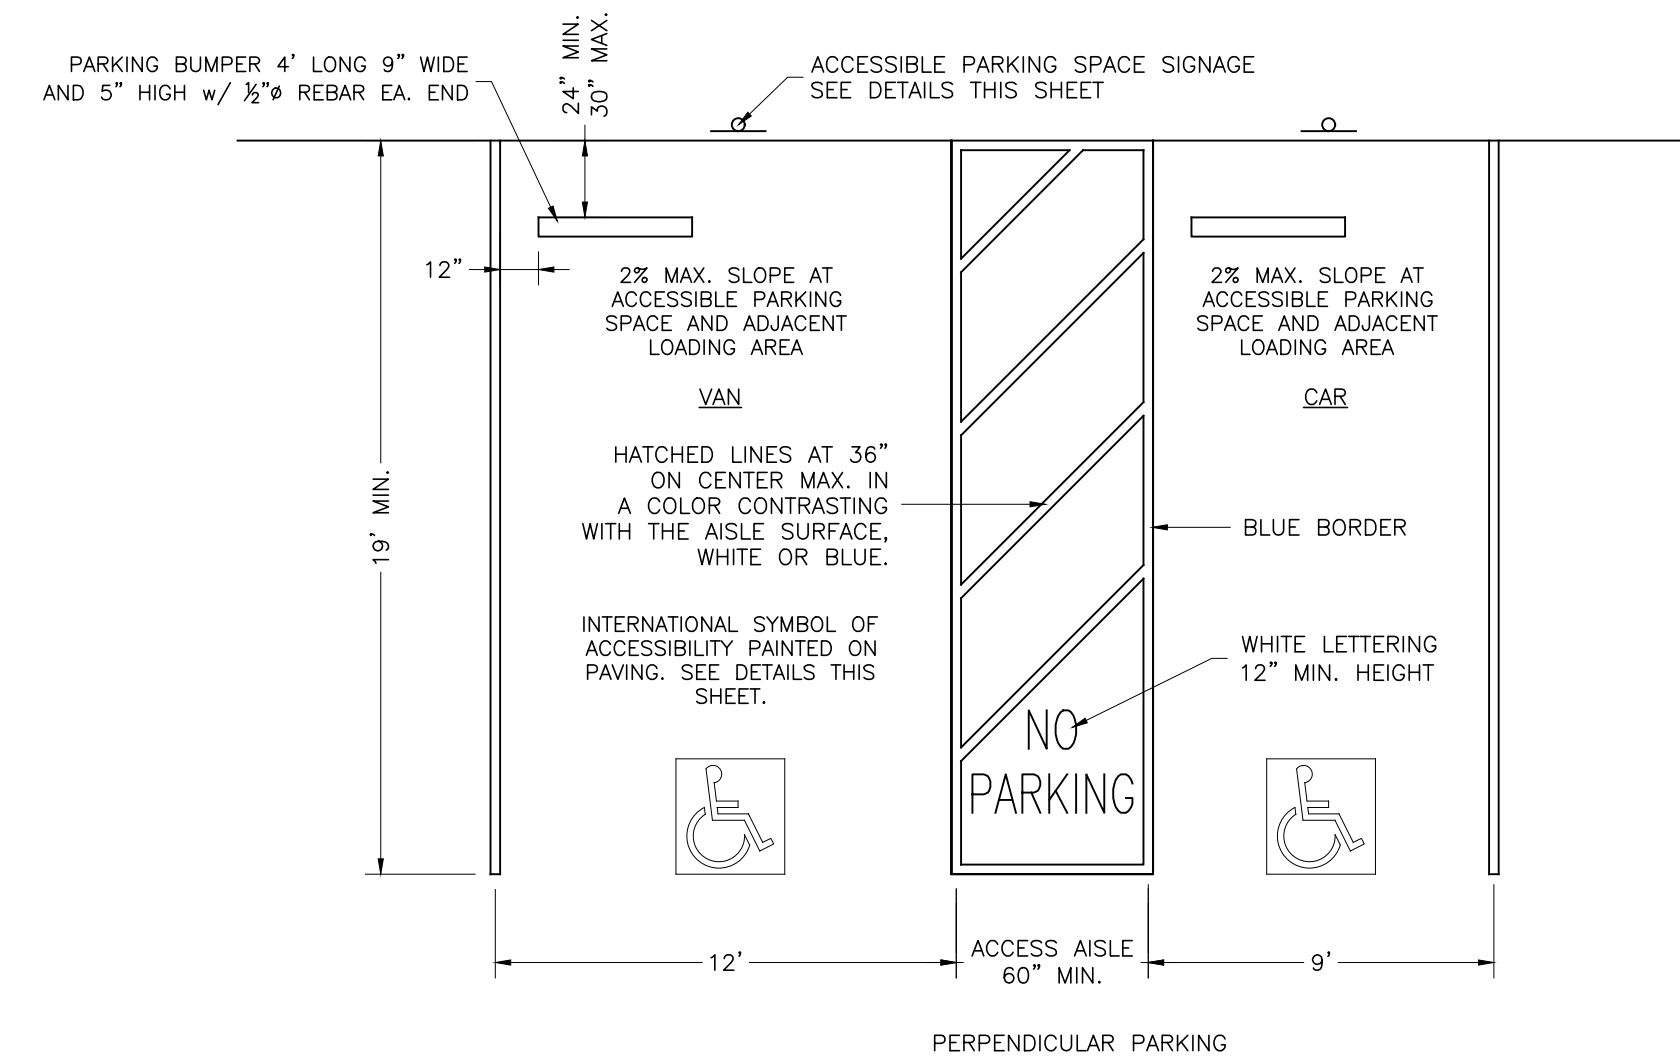 PARKING BUMPER 4' LONG 9" WIDE
AND 5" HIGH w/ ½"ø REBAR EA. END
24" MIN.
30" MAX.
ACCESSIBLE PARKING SPACE SIGNAGE
SEE DETAILS THIS SHEET
12"
2% MAX. SLOPE AT
ACCESSIBLE PARKING
SPACE AND ADJACENT
LOADING AREA
VAN
2% MAX. SLOPE AT
ACCESSIBLE PARKING
SPACE AND ADJACENT
LOADING AREA
CAR
19' MIN.
HATCHED LINES AT 36"
ON CENTER MAX. IN
A COLOR CONTRASTING
WITH THE AISLE SURFACE,
WHITE OR BLUE.
BLUE BORDER
INTERNATIONAL SYMBOL OF
ACCESSIBILITY PAINTED ON
PAVING. SEE DETAILS THIS
SHEET.
WHITE LETTERING
12" MIN. HEIGHT
NO
PARKING
12'
ACCESS AISLE
60" MIN.
9'
PERPENDICULAR PARKING